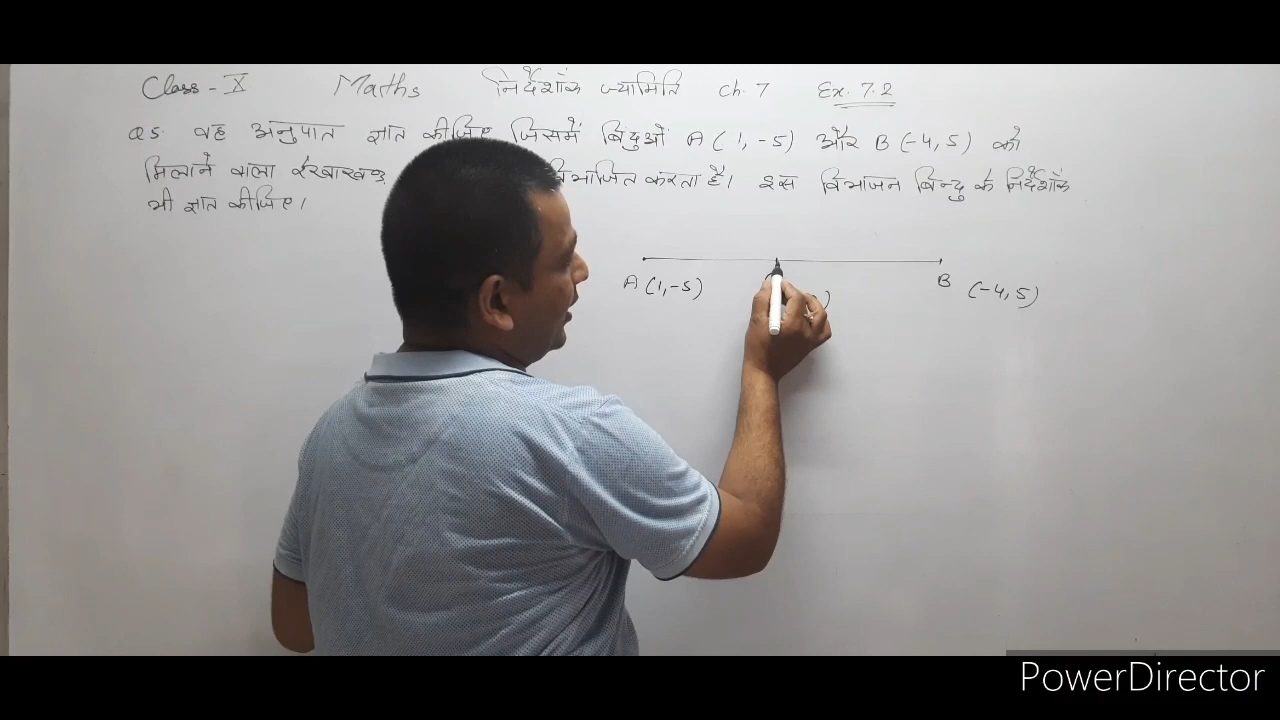 Class - X Maths निर्देशांक ज्यामिति Ch. 7 Ex. 7.2
Q5. वह अनुपात ज्ञात कीजिए जिसमें बिंदुओं A (1, -5) और B (-4, 5) को
मिलाने वाला रेखाखण्ड विभाजित करता है। इस विभाजन बिन्दु के निर्देशांक
भी ज्ञात कीजिए।
A (1, -5) B (-4, 5)
PowerDirector